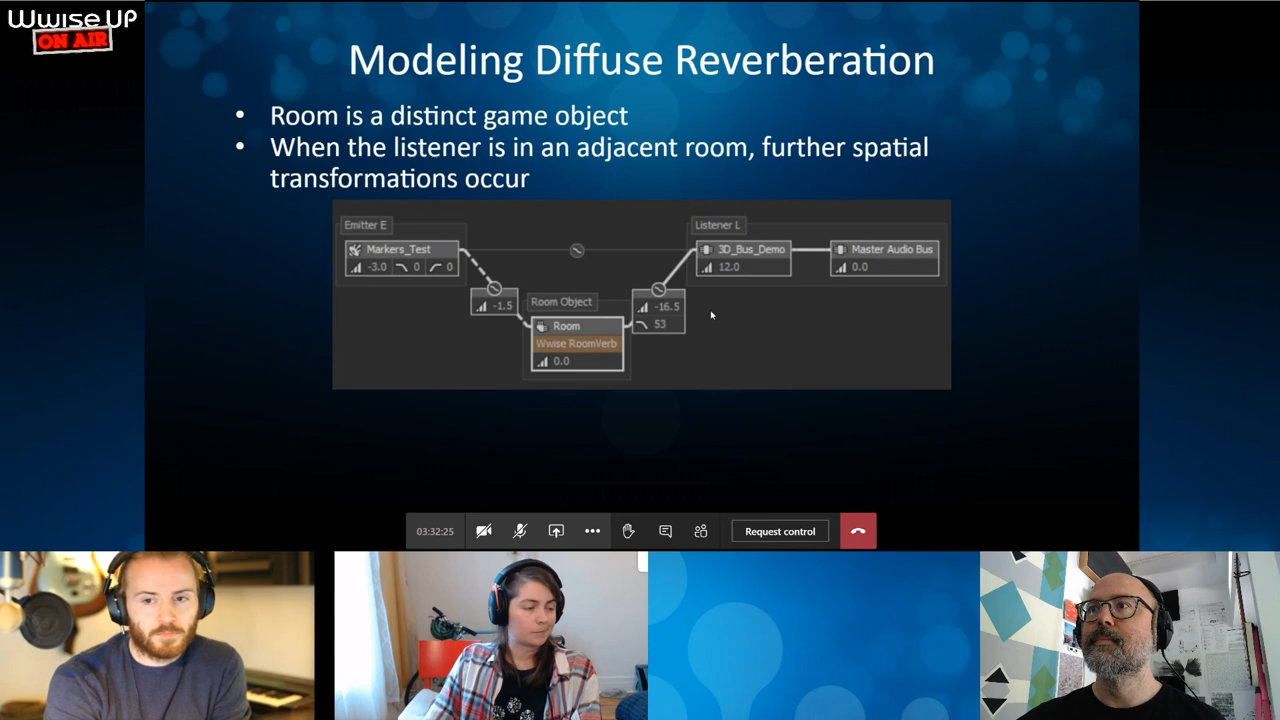 Wwise UP
ON AIR
Modeling Diffuse Reverberation
• Room is a distinct game object
• When the listener is in an adjacent room, further spatial
transformations occur
Emitter E
Markers_Test
-3.0 0 0
-1.5
Room Object
Room
Wwise RoomVerb
0.0
-16.5
53
Listener L
3D_Bus_Demo
12.0
Master Audio Bus
0.0
03:32:25
Request control